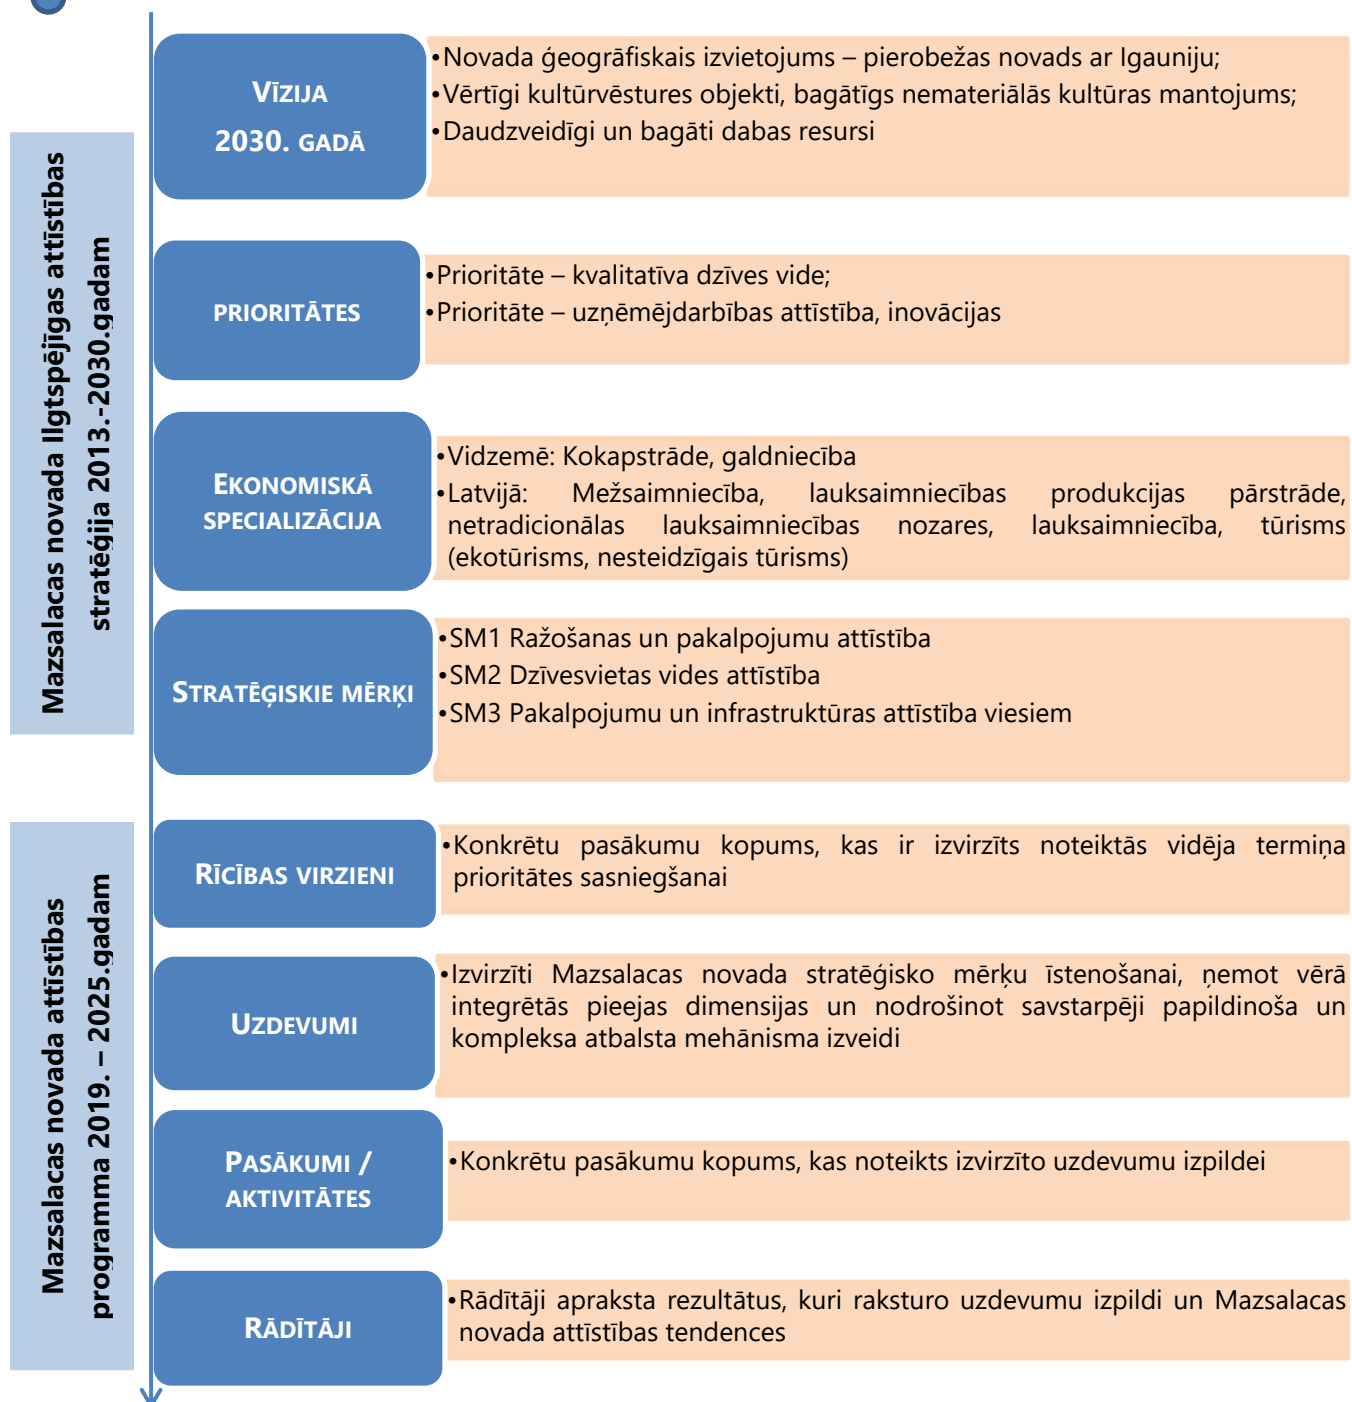 Mazsalacas novada Ilgtspējīgas attīstības
stratēģija 2013.-2030.gadam
VĪZIJA
2030. GADĀ
•Novada ģeogrāfiskais izvietojums – pierobežas novads ar Igauniju;
•Vērtīgi kultūrvēstures objekti, bagātīgs nemateriālās kultūras mantojums;
•Daudzveidīgi un bagāti dabas resursi
PRIORITĀTES
•Prioritāte – kvalitatīva dzīves vide;
•Prioritāte – uzņēmējdarbības attīstība, inovācijas
EKONOMISKĀ
SPECIALIZĀCIJA
•Vidzemē: Kokapstrāde, galdniecība
•Latvijā: Mežsaimniecība, lauksaimniecības produkcijas pārstrāde,
netradicionālas lauksaimniecības nozares, lauksaimniecība, tūrisms
(ekotūrisms, nesteidzīgais tūrisms)
STRATĒĢISKIE MĒRĶI
•SM1 Ražošanas un pakalpojumu attīstība
•SM2 Dzīvesvietas vides attīstība
•SM3 Pakalpojumu un infrastruktūras attīstība viesiem
Mazsalacas novada attīstības
programma 2019. – 2025.gadam
RĪCĪBAS VIRZIENI
•Konkrētu pasākumu kopums, kas ir izvirzīts noteiktās vidēja termiņa
prioritātes sasniegšanai
UZDEVUMI
•Izvirzīti Mazsalacas novada stratēģisko mērķu īstenošanai, ņemot vērā
integrētās pieejas dimensijas un nodrošinot savstarpēji papildinoša un
kompleksa atbalsta mehānisma izveidi
PASĀKUMI /
AKTIVITĀTES
•Konkrētu pasākumu kopums, kas noteikts izvirzīto uzdevumu izpildei
RĀDĪTĀJI
•Rādītāji apraksta rezultātus, kuri raksturo uzdevumu izpildi un Mazsalacas
novada attīstības tendences